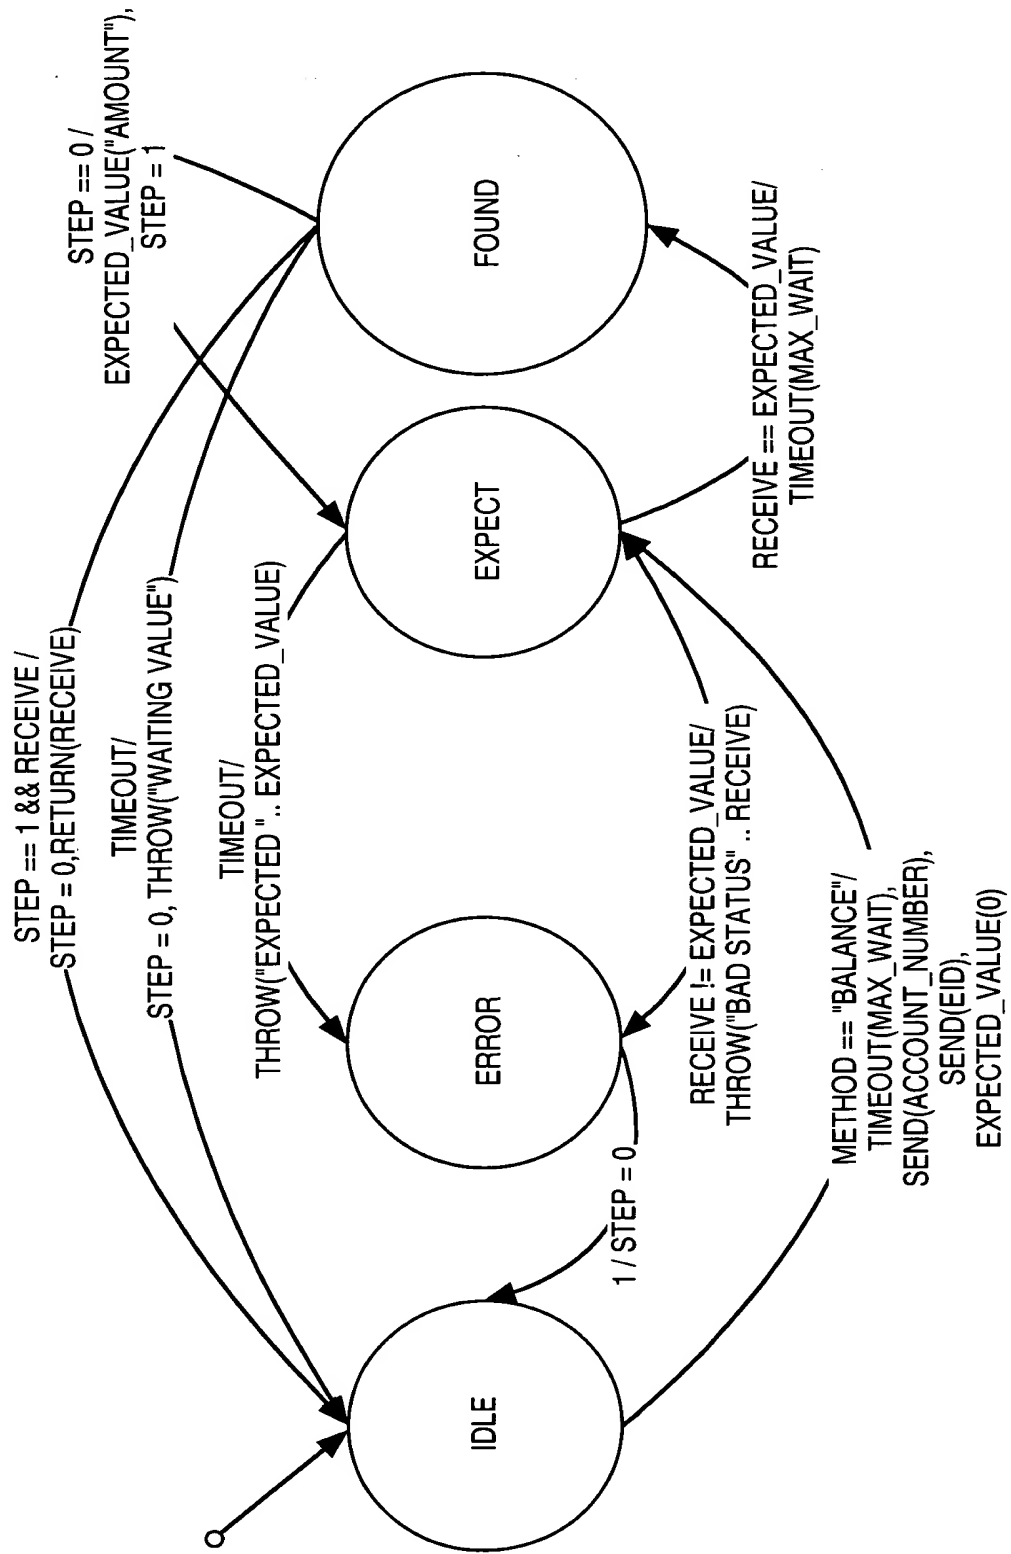 STEP == 1 && RECEIVE /
STEP = 0,RETURN(RECEIVE)
TIMEOUT/
STEP = 0, THROW("WAITING VALUE")
TIMEOUT/
THROW("EXPECTED " .. EXPECTED_VALUE)
STEP == 0 /
EXPECTED_VALUE("AMOUNT"),
STEP = 1
IDLE
ERROR
EXPECT
FOUND
1 / STEP = 0
RECEIVE != EXPECTED_VALUE/
THROW("BAD STATUS" .. RECEIVE)
RECEIVE == EXPECTED_VALUE/
TIMEOUT(MAX_WAIT)
METHOD == "BALANCE"/
TIMEOUT(MAX_WAIT),
SEND(ACCOUNT_NUMBER),
SEND(EID),
EXPECTED_VALUE(0)